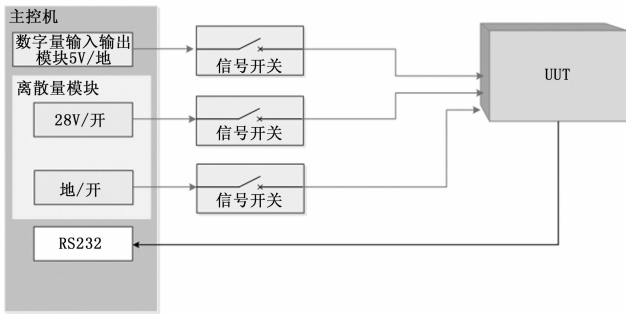 主控机
数字量输入输出
模块5V/地
信号开关
离散量模块
28V/开
信号开关
地/开
信号开关
RS232
UUT